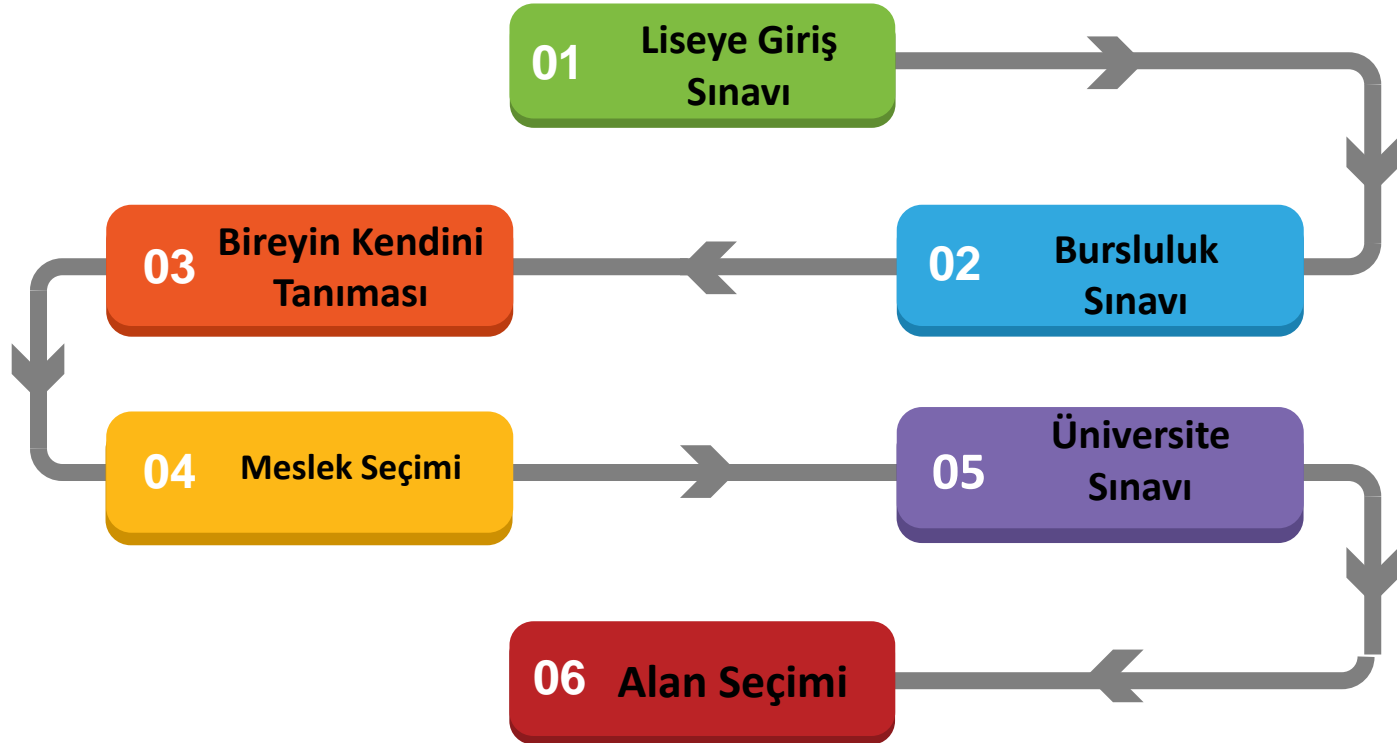 01
Liseye Giriş
Sınavı
02
Bursluluk
Sınavı
03
Bireyin Kendini
Tanıması
04
Meslek Seçimi
05
Üniversite
Sınavı
06
Alan Seçimi